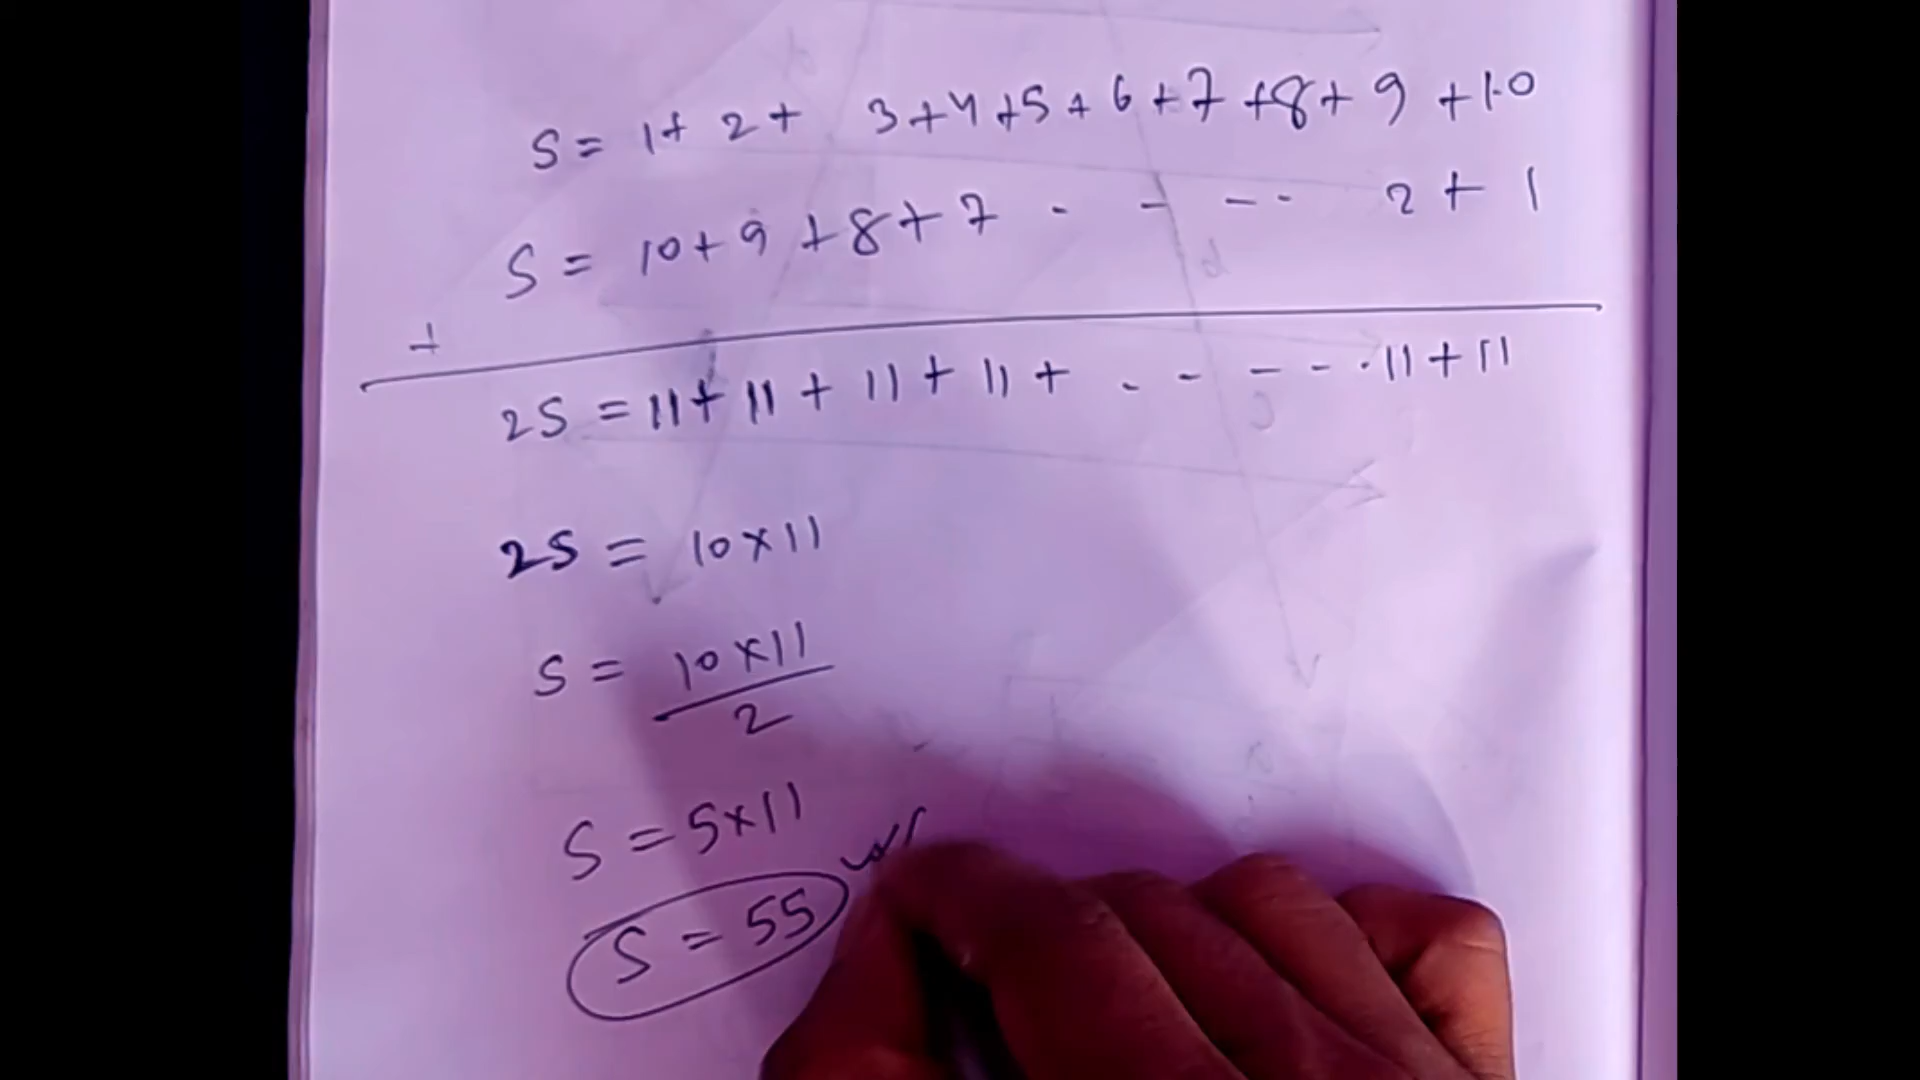 S = 1 + 2 + 3 + 4 + 5 + 6 + 7 + 8 + 9 + 10
S = 10 + 9 + 8 + 7 - - - - - 2 + 1
+
2S = 11 + 11 + 11 + 11 + - - - - - 11 + 11
2S = 10 × 11
S = 10 × 11
2
S = 5 × 11
S = 55